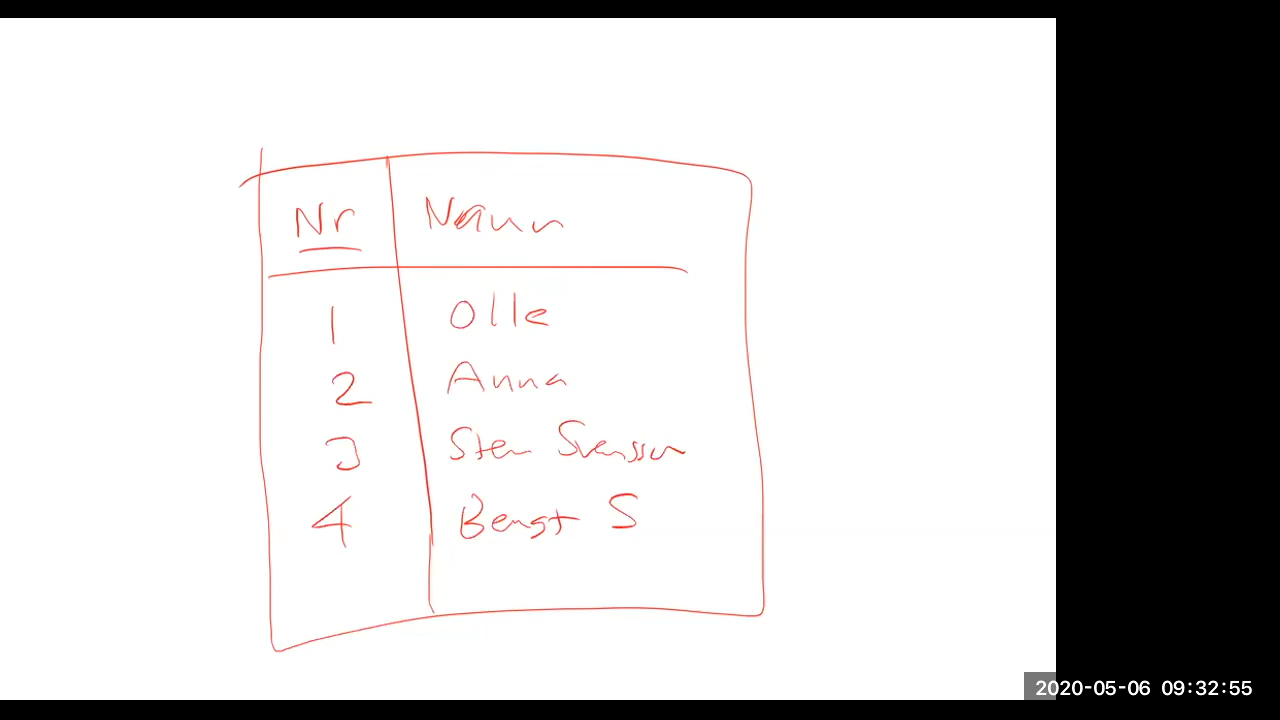 Nr Namn
1 Olle
2 Anna
3 Sten Svensson
4 Bengt S
2020-05-06 09:32:55